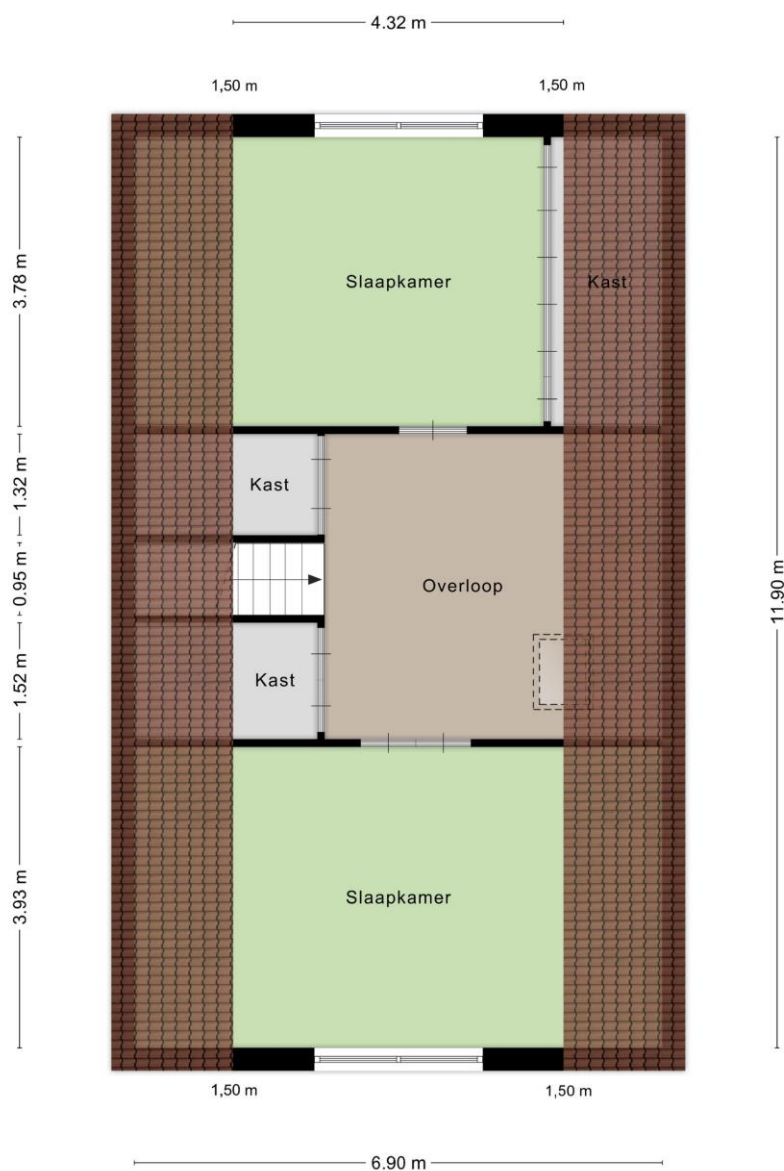 4.32 m
1,50 m
1,50 m
3.78 m
Slaapkamer
Kast
1.32 m
Kast
0.95 m
Overloop
11.90 m
1.52 m
Kast
3.93 m
Slaapkamer
1,50 m
1,50 m
6.90 m